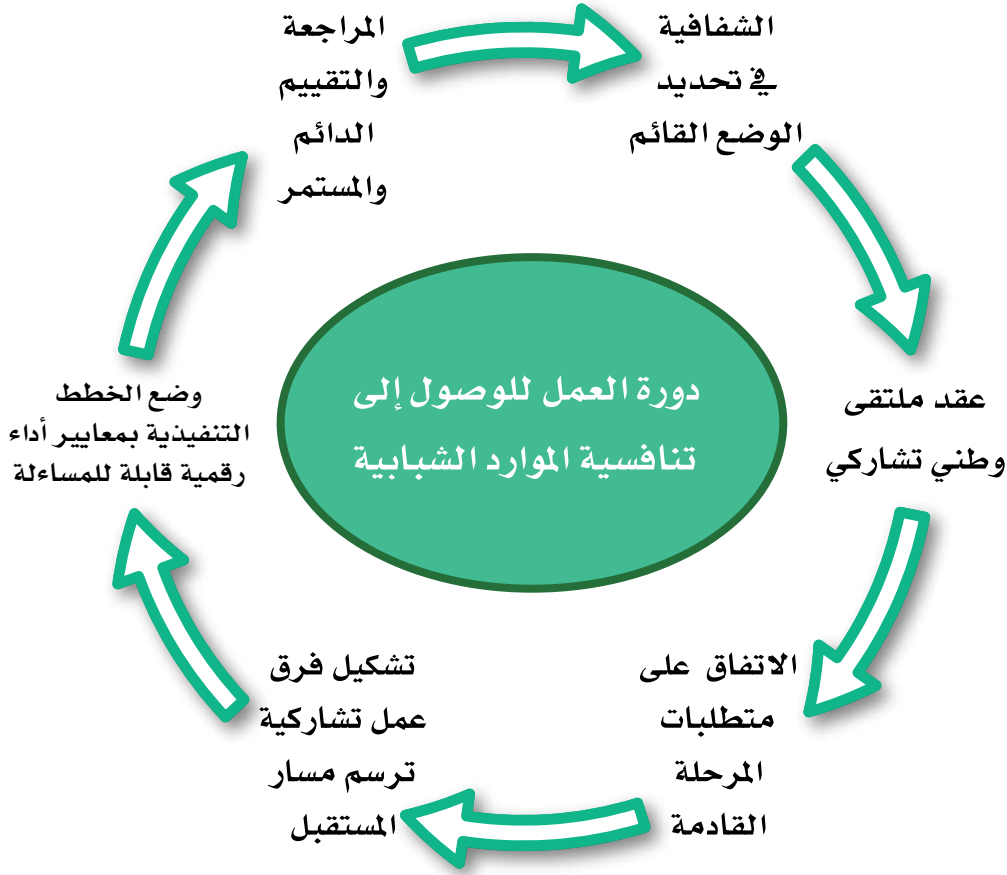 دورة العمل للوصول إلى
تنافسية الموارد الشبابية
الشفافية
في تحديد
الوضع القائم
عقد ملتقى
وطني تشاركي
الاتفاق على
متطلبات
المرحلة
القادمة
تشكيل فرق
عمل تشاركية
ترسم مسار
المستقبل
وضع الخطط
التنفيذية بمعايير أداء
رقمية قابلة للمساءلة
المراجعة
والتقييم
الدائم
والمستمر